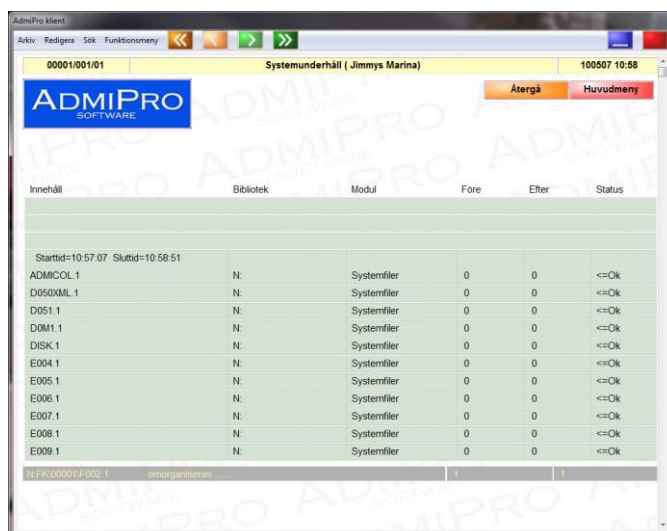 AdmiPro klient
Arkiv Redigera Sök Funktionsmeny
00001/001/01 Systemunderhåll ( Jimmys Marina) 100507 10:58
ADMIPRO
SOFTWARE
Återgå Huvudmeny
Innehåll Bibliotek Modul Före Efter Status
Starttid=10:57:07 Sluttid=10:58:51
ADMICOL.1 N: Systemfiler 0 0 <=Ok
D050XML.1 N: Systemfiler 0 0 <=Ok
D051.1 N: Systemfiler 0 0 <=Ok
D0M1.1 N: Systemfiler 0 0 <=Ok
DISK.1 N: Systemfiler 0 0 <=Ok
E004.1 N: Systemfiler 0 0 <=Ok
E005.1 N: Systemfiler 0 0 <=Ok
E006.1 N: Systemfiler 0 0 <=Ok
E007.1 N: Systemfiler 0 0 <=Ok
E008.1 N: Systemfiler 0 0 <=Ok
E009.1 N: Systemfiler 0 0 <=Ok
N:FK\00001\F002.1 omorganiseras ...... 1 1